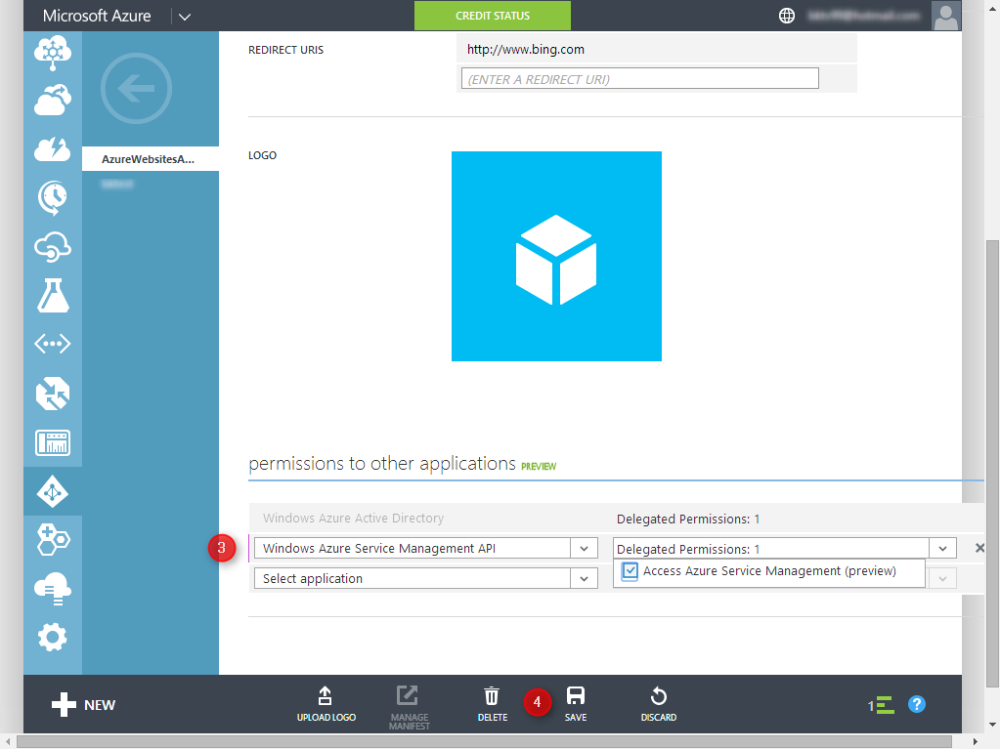 Microsoft Azure
CREDIT STATUS
AzureWebsitesA...
REDIRECT URIS
http://www.bing.com
(ENTER A REDIRECT URI)
LOGO
permissions to other applications PREVIEW
Windows Azure Active Directory
Delegated Permissions: 1
3
Windows Azure Service Management API
Delegated Permissions: 1
Select application
Access Azure Service Management (preview)
NEW
UPLOAD LOGO
MANAGE
MANIFEST
DELETE
4
SAVE
DISCARD
1
?